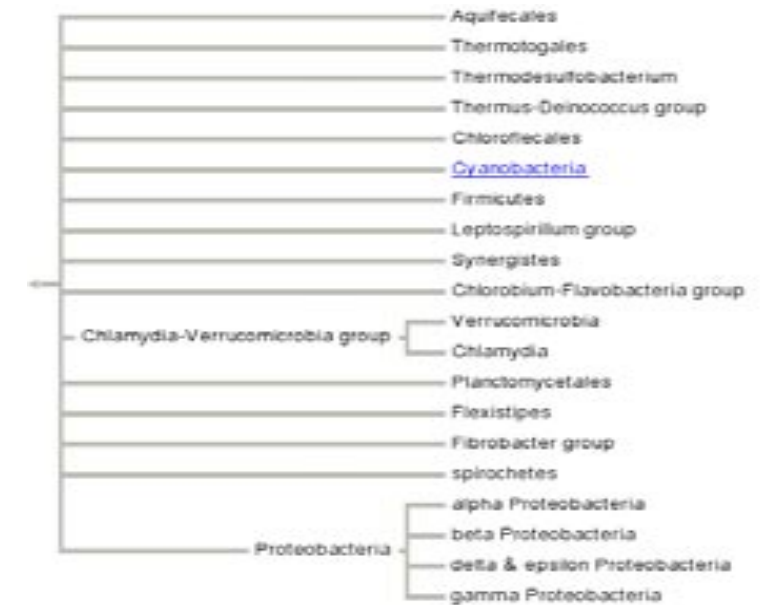 Aquifecales
Thermotogales
Thermodesulfobacterium
Thermus-Deinococcus group
Chloroflecales
Cyanobacteria
Firmicutes
Leptospirillum group
Synergistes
Chlorobium-Flavobacteria group
Chlamydia-Verrucomicrobia group
Verrucomicrobia
Chlamydia
Planctomycetales
Flexistipes
Fibrobacter group
spirochetes
Proteobacteria
alpha Proteobacteria
beta Proteobacteria
delta & epsilon Proteobacteria
gamma Proteobacteria